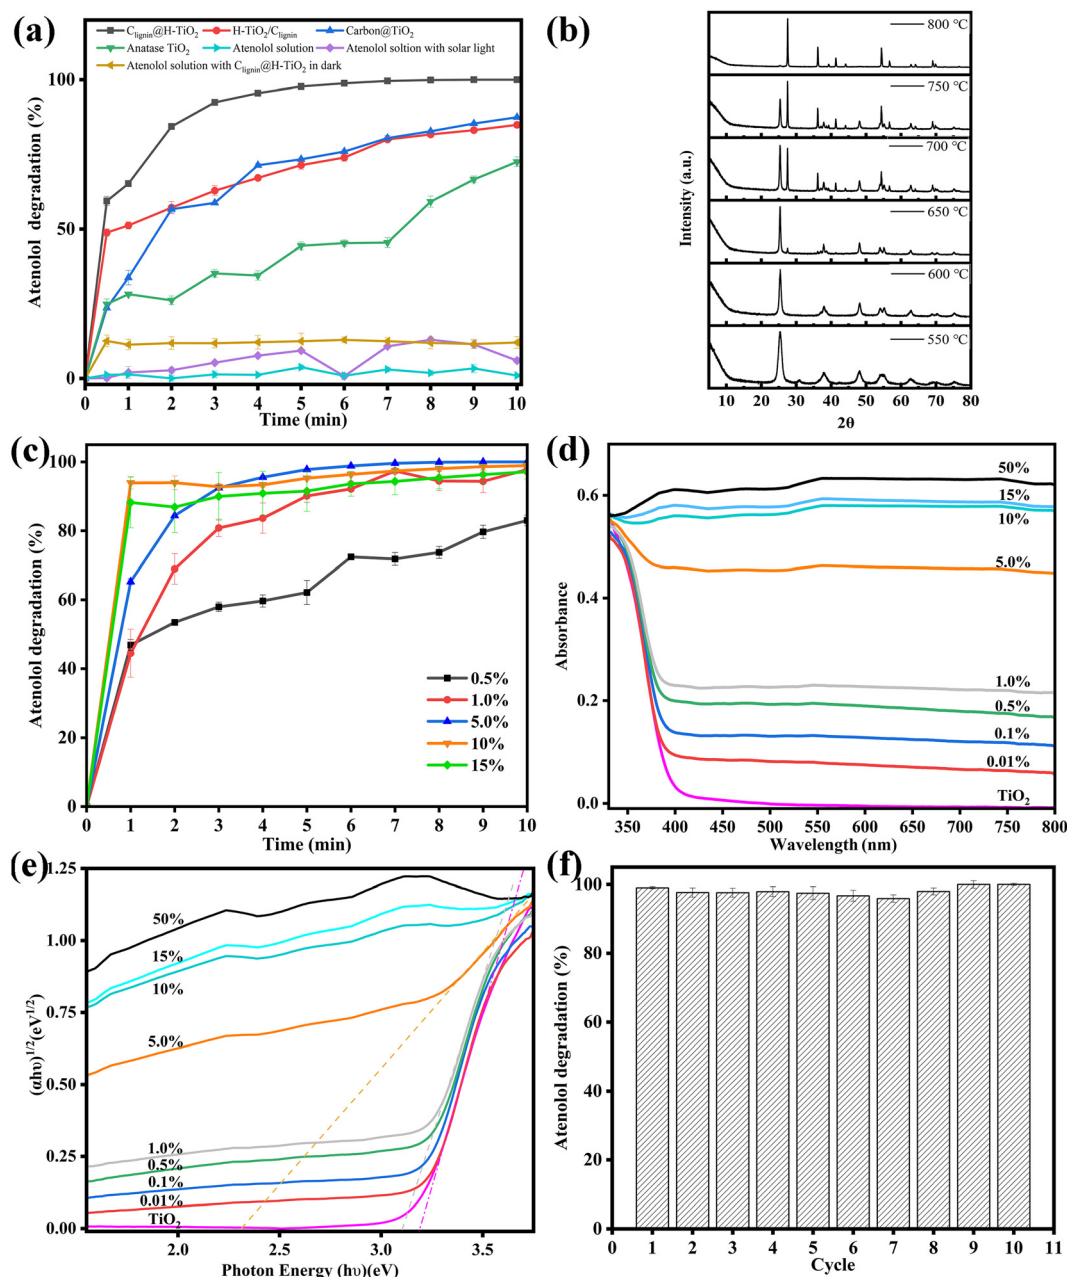 (a)
C_lignin@H-TiO₂ H-TiO₂/C_lignin Carbon@TiO₂
Anatase TiO₂ Atenolol solution Atenolol soltion with solar light
Atenolol solution with C_lignin@H-TiO₂ in dark
Atenolol degradation (%)
100
50
0
0 1 2 3 4 5 6 7 8 9 10
Time (min)
(b)
800 °C
750 °C
700 °C
650 °C
600 °C
550 °C
Intensity (a.u.)
10 20 30 40 50 60 70 80
2θ
(c)
Atenolol degradation (%)
100
80
60
40
20
0
0.5%
1.0%
5.0%
10%
15%
0 1 2 3 4 5 6 7 8 9 10
Time (min)
(d)
Absorbance
0.6
0.4
0.2
0.0
50%
15%
10%
5.0%
1.0%
0.5%
0.1%
0.01%
TiO₂
350 400 450 500 550 600 650 700 750 800
Wavelength (nm)
(e)
(αhυ)^1/2(eV^1/2)
1.25
1.00
0.75
0.50
0.25
0.00
50%
15%
10%
5.0%
1.0%
0.5%
0.1%
0.01%
TiO₂
2.0 2.5 3.0 3.5
Photon Energy (hυ)(eV)
(f)
Atenolol degradation (%)
100
80
60
40
20
0
0 1 2 3 4 5 6 7 8 9 10 11
Cycle